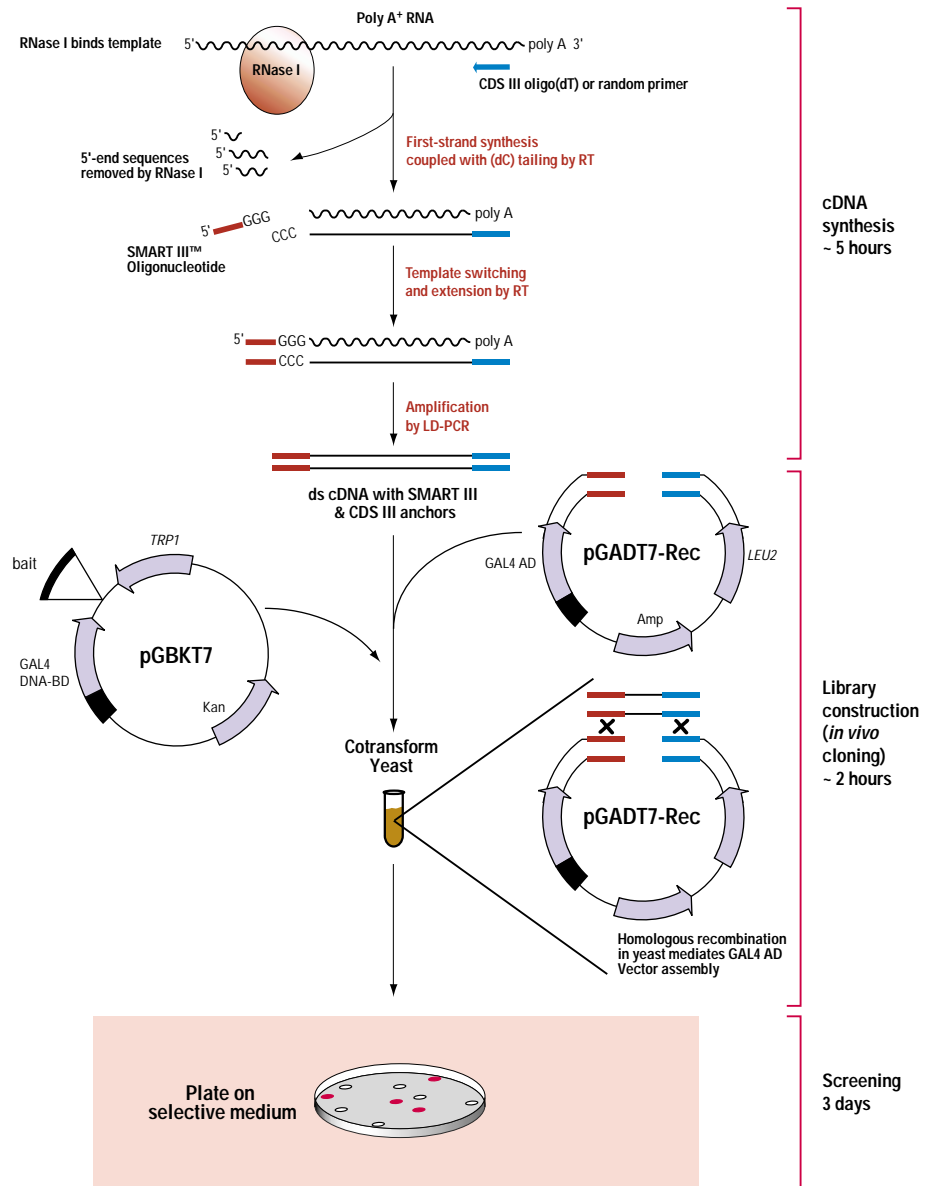 Poly A+ RNA
RNase I binds template
5'
poly A 3'
RNase I
CDS III oligo(dT) or random primer
5'
5'
5'
5'-end sequences
removed by RNase I
First-strand synthesis
coupled with (dC) tailing by RT
cDNA
synthesis
~ 5 hours
5'
GGG
CCC
poly A
SMART III™
Oligonucleotide
Template switching
and extension by RT
5'
GGG
poly A
CCC
Amplification
by LD-PCR
ds cDNA with SMART III
& CDS III anchors
bait
TRP1
pGBKT7
GAL4
DNA-BD
Kan
GAL4 AD
pGADT7-Rec
LEU2
Amp
Library
construction
(in vivo
cloning)
~ 2 hours
Cotransform
Yeast
pGADT7-Rec
Homologous recombination
in yeast mediates GAL4 AD
Vector assembly
Plate on
selective medium
Screening
3 days